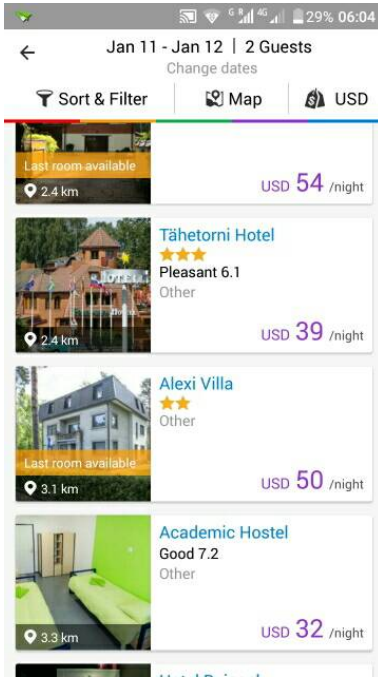 G R 4G 29% 06:04
Jan 11 - Jan 12 | 2 Guests
Change dates
Sort & Filter Map USD
Last room available
2.4 km
USD 54 /night
Tähetorni Hotel
Pleasant 6.1
Other
2.4 km
USD 39 /night
Alexi Villa
Other
Last room available
3.1 km
USD 50 /night
Academic Hostel
Good 7.2
Other
3.3 km
USD 32 /night